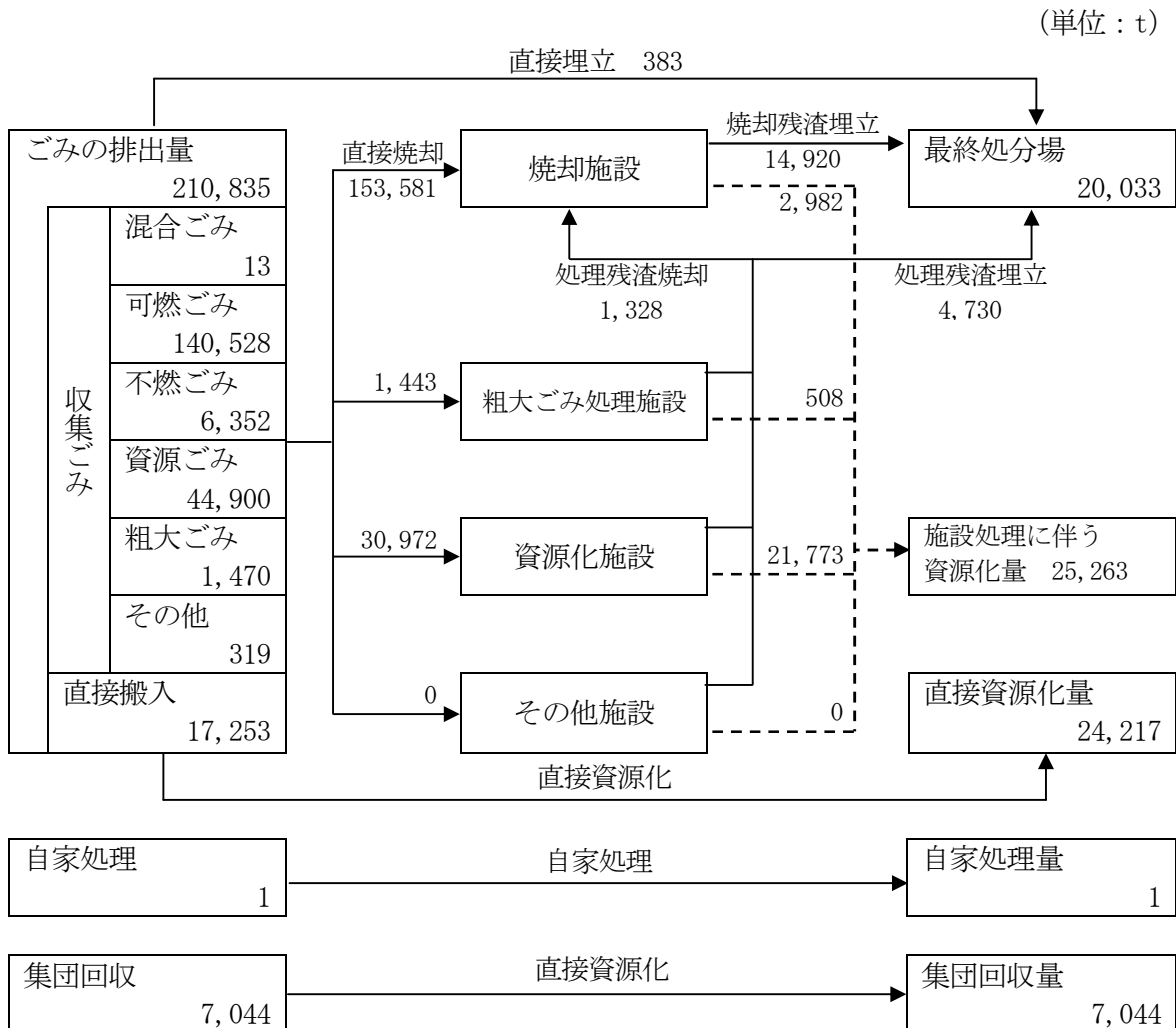 (単位:t)
直接埋立 383
ごみの排出量
210,835
収集ごみ
混合ごみ
13
可燃ごみ
140,528
不燃ごみ
6,352
資源ごみ
44,900
粗大ごみ
1,470
その他
319
直接搬入
17,253
直接焼却
153,581
焼却施設
焼却残渣埋立
14,920
2,982
最終処分場
20,033
処理残渣焼却
1,328
処理残渣埋立
4,730
1,443
粗大ごみ処理施設
508
30,972
資源化施設
21,773
施設処理に伴う
資源化量 25,263
0
その他施設
0
直接資源化量
24,217
直接資源化
自家処理
1
自家処理
自家処理量
1
集団回収
7,044
直接資源化
集団回収量
7,044